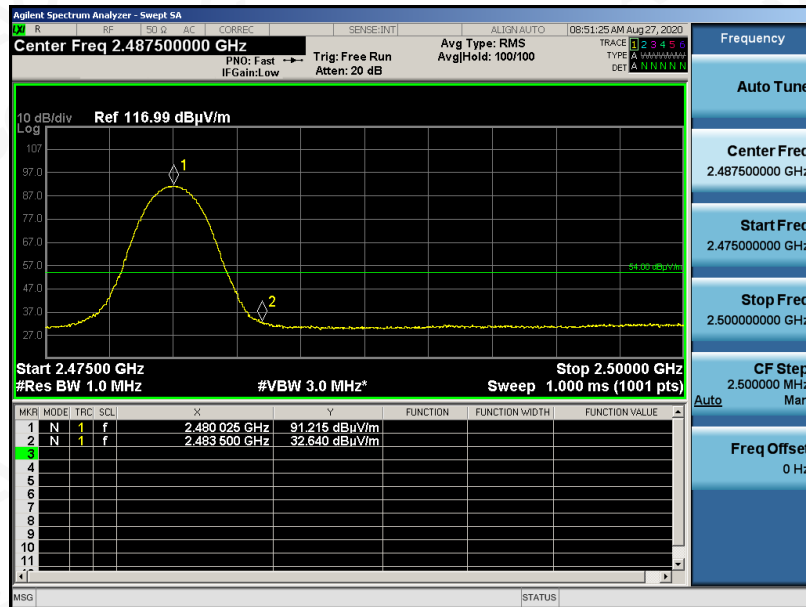 Agilent Spectrum Analyzer - Swept SA
LXI R RF 50 Ω AC CORREC SENSE:INT ALIGN AUTO 08:51:25 AM Aug 27, 2020
Center Freq 2.487500000 GHz
PNO: Fast
IFGain:Low
Trig: Free Run
Atten: 20 dB
Avg Type: RMS
Avg|Hold: 100/100
TRACE 1 2 3 4 5 6
TYPE A WWWWW
DET A N N N N N
10 dB/div Ref 116.99 dBµV/m
Log
107
97.0
87.0
77.0
67.0
57.0
47.0
37.0
27.0
1
2
54.00 dBµV/m
Start 2.47500 GHz Stop 2.50000 GHz
#Res BW 1.0 MHz #VBW 3.0 MHz* Sweep 1.000 ms (1001 pts)
MKR MODE TRC SCL X Y FUNCTION FUNCTION WIDTH FUNCTION VALUE
1 N 1 f 2.480 025 GHz 91.215 dBµV/m
2 N 1 f 2.483 500 GHz 32.640 dBµV/m
3
4
5
6
7
8
9
10
11
MSG STATUS
Frequency
Auto Tune
Center Freq
2.487500000 GHz
Start Freq
2.475000000 GHz
Stop Freq
2.500000000 GHz
CF Step
2.500000 MHz
Auto Man
Freq Offset
0 Hz